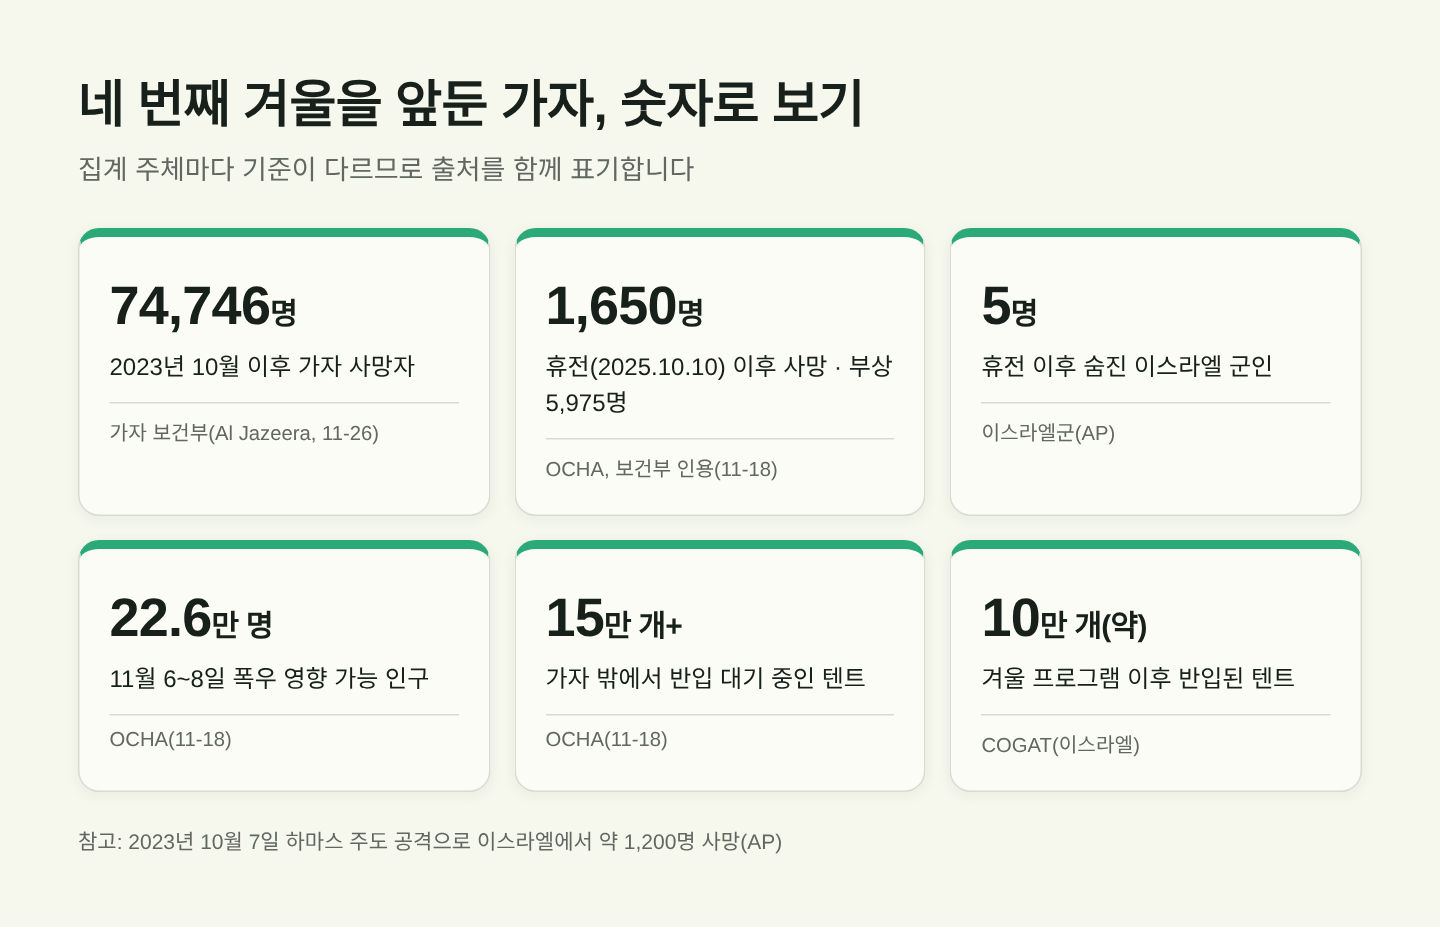 네 번째 겨울을 앞둔 가자, 숫자로 보기
집계 주체마다 기준이 다르므로 출처를 함께 표기합니다
74,746명
2023년 10월 이후 가자 사망자
가자 보건부(Al Jazeera, 11-26)
1,650명
휴전(2025.10.10) 이후 사망 · 부상
5,975명
OCHA, 보건부 인용(11-18)
5명
휴전 이후 숨진 이스라엘 군인
이스라엘군(AP)
22.6만 명
11월 6~8일 폭우 영향 가능 인구
OCHA(11-18)
15만 개+
가자 밖에서 반입 대기 중인 텐트
OCHA(11-18)
10만 개(약)
겨울 프로그램 이후 반입된 텐트
COGAT(이스라엘)
참고: 2023년 10월 7일 하마스 주도 공격으로 이스라엘에서 약 1,200명 사망(AP)